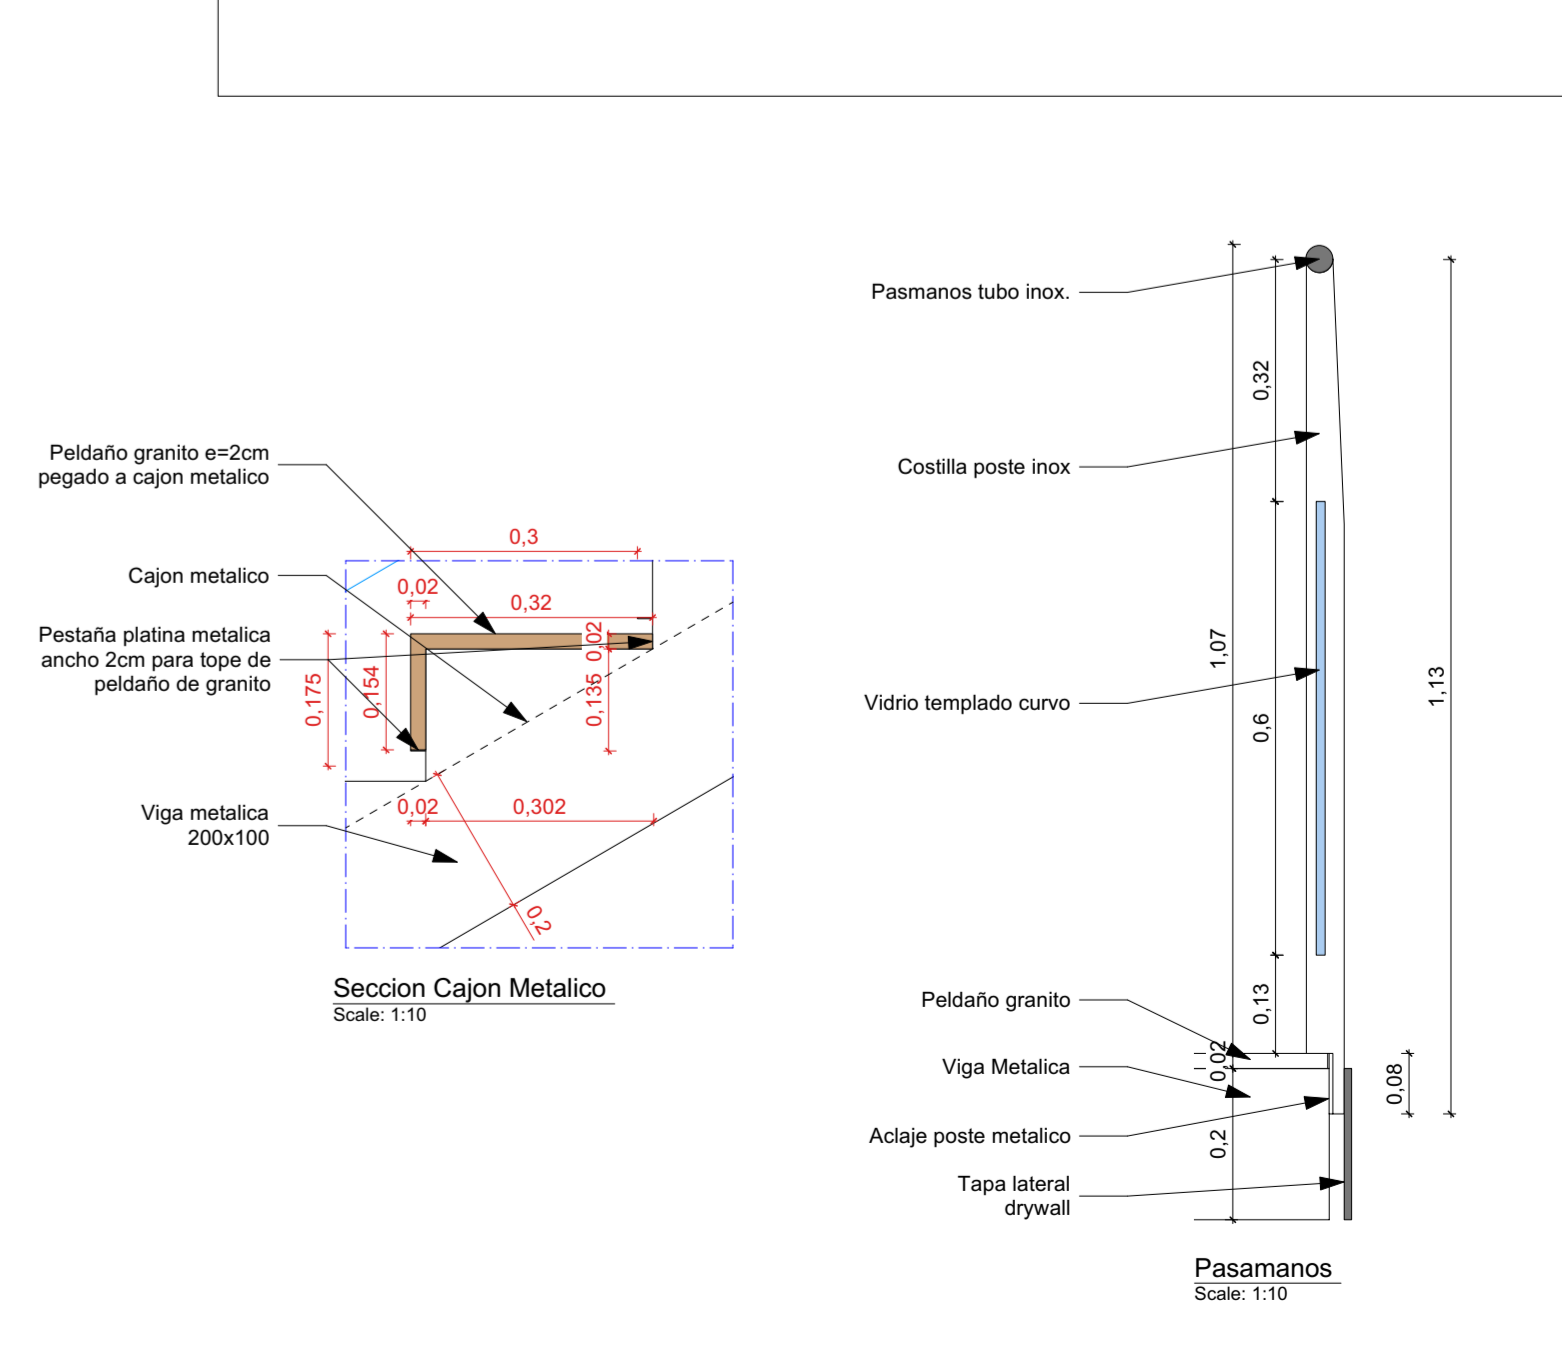 Peldaño granito e=2cm
pegado a cajon metalico
Cajon metalico
Pestaña platina metalica
ancho 2cm para tope de
peldaño de granito
Viga metalica
200x100
0,3
0,02
0,32
0,02
0,175
0,154
0,135
0,02
0,302
0,2
Seccion Cajon Metalico
Scale: 1:10
Pasmanos tubo inox.
Costilla poste inox
Vidrio templado curvo
Peldaño granito
Viga Metalica
Aclaje poste metalico
Tapa lateral
drywall
0,32
1,07
0,6
1,13
0,13
0,02
0,08
0,2
Pasamanos
Scale: 1:10